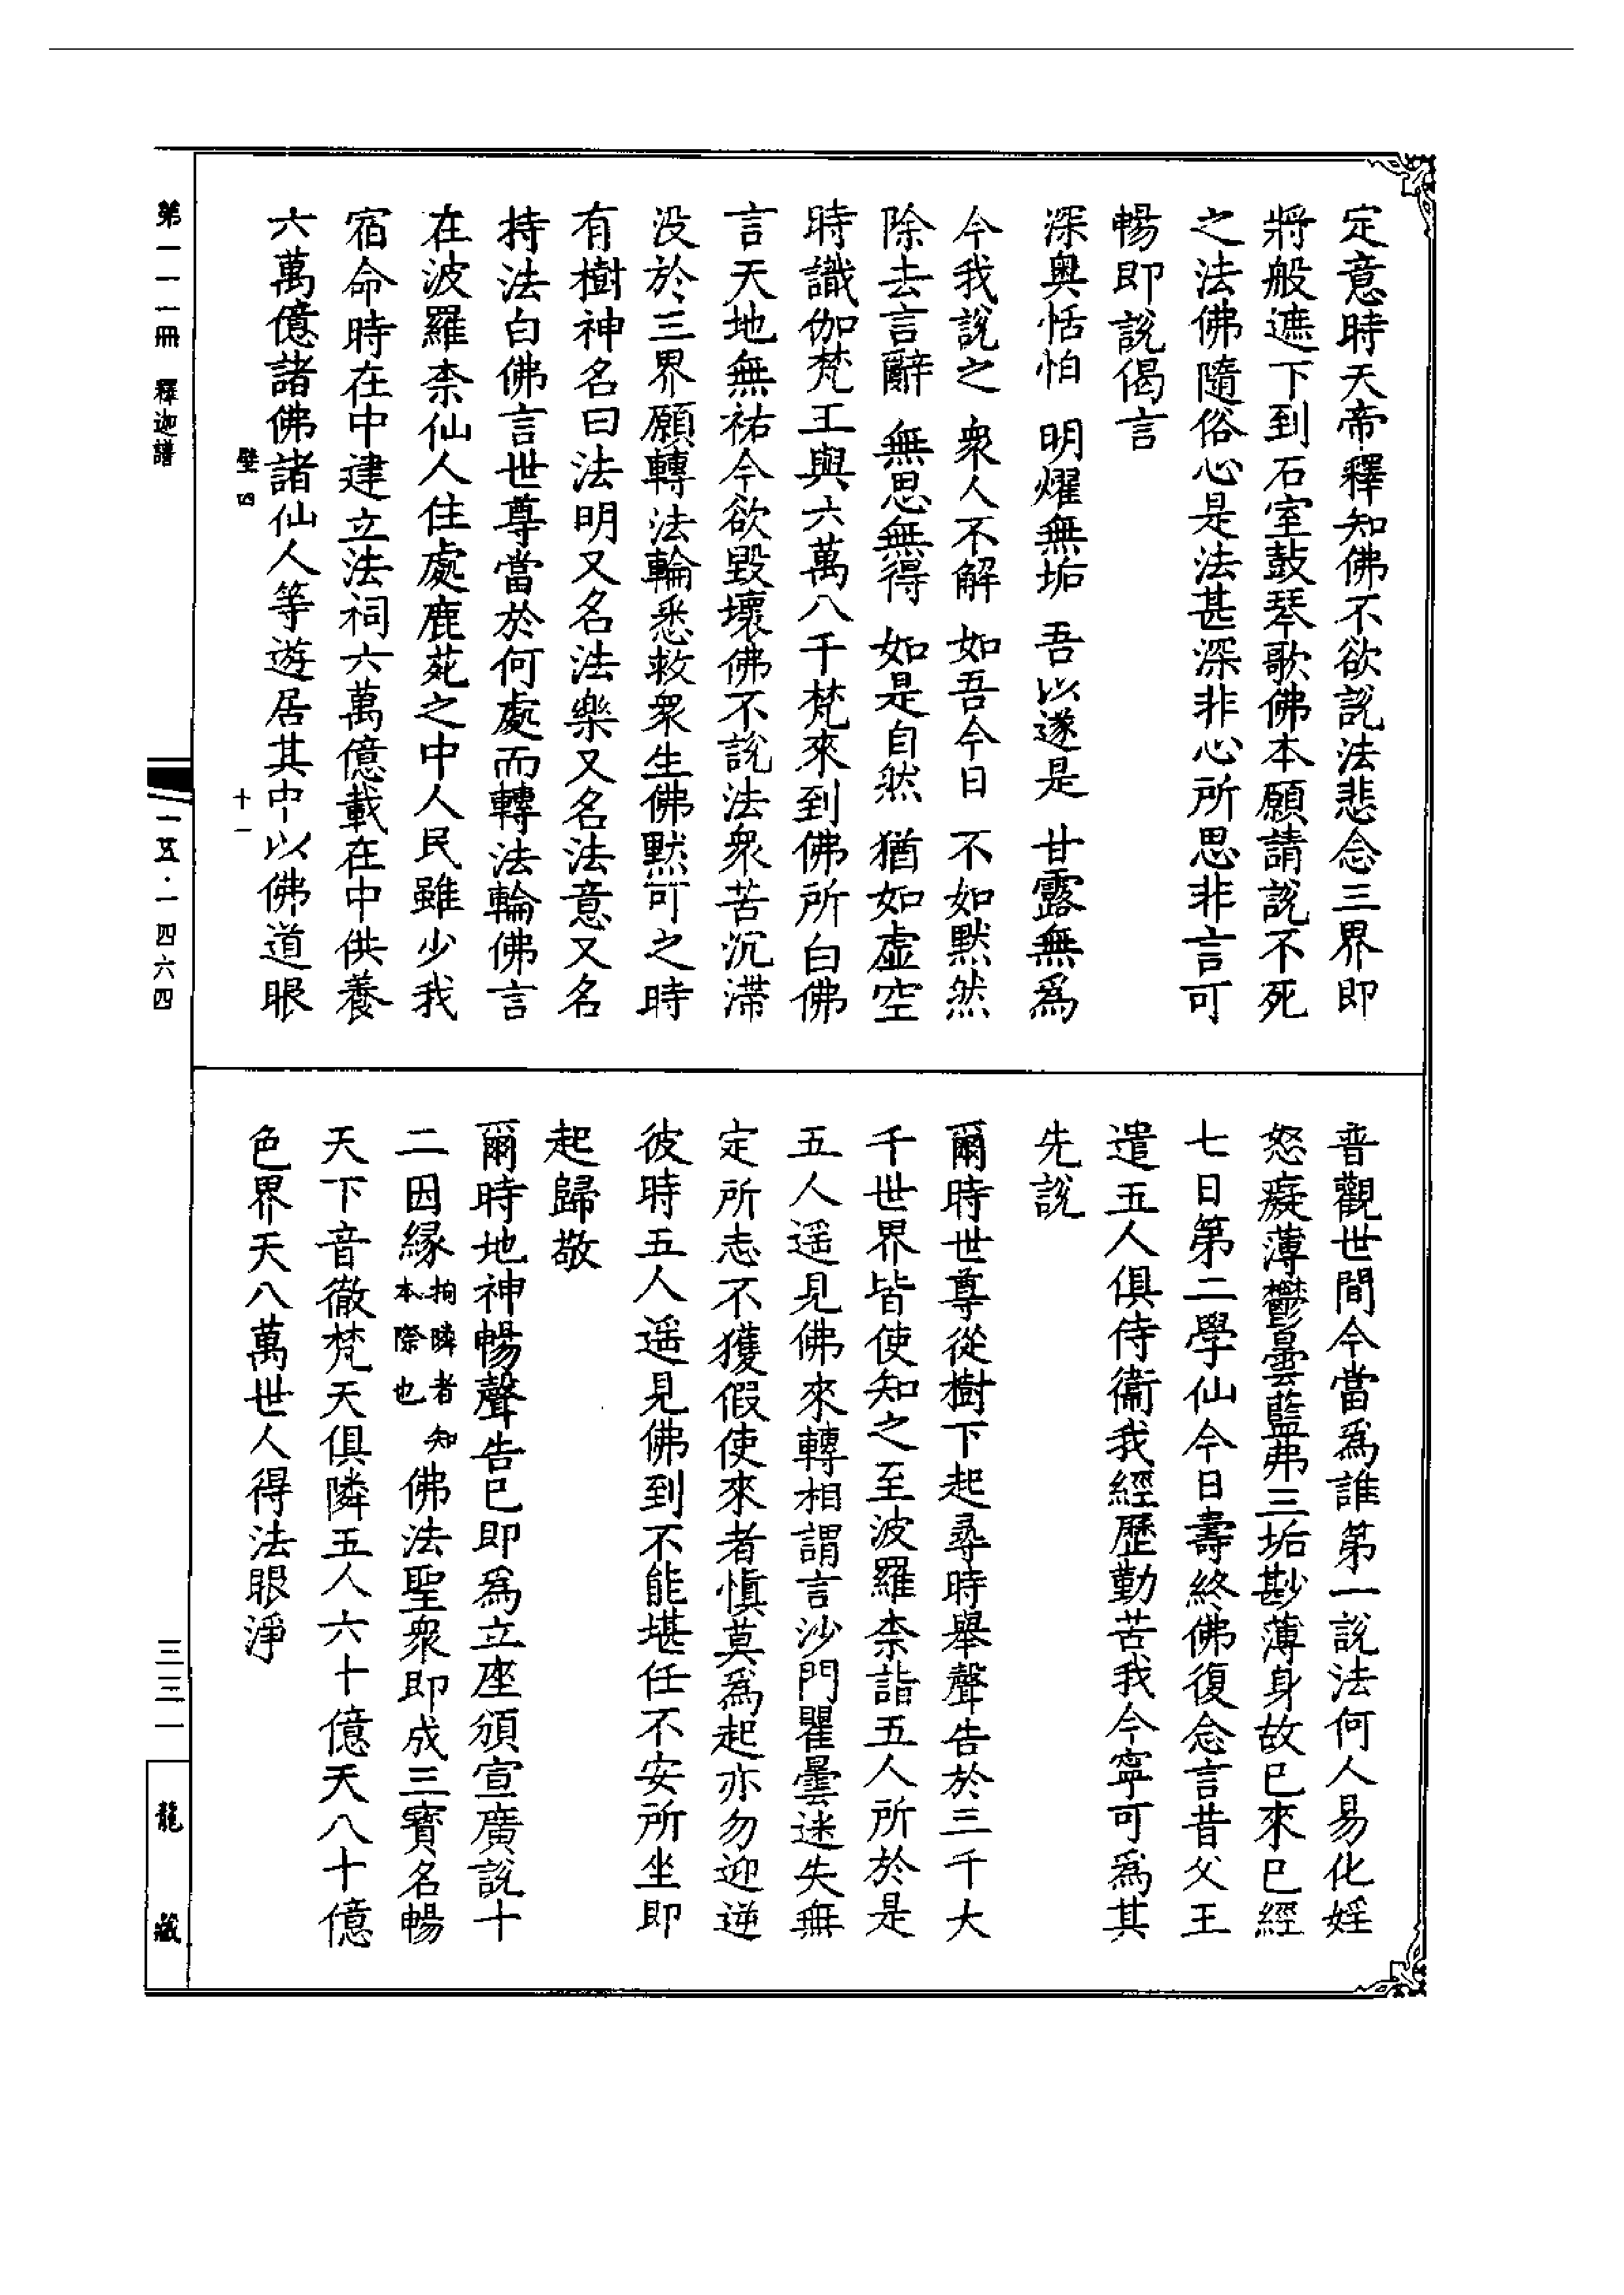 定意時天帝釋知佛不欲說法悲念三界即
將般遮下到石室鼓琴歌佛本願請說不死
之法佛隨俗心是法甚深非心所思非言可
暢即說偈言
深奧恬怕 明燿無垢 吾以遂是 甘露無為
今我說之 衆人不解 如吾今日 不如默然
除去言辭 無思無得 如是自然 猶如虛空
時識伽梵王與六萬八千梵來到佛所白佛
言天地無祐今欲毀壞佛不說法衆苦沉滯
没於三界願轉法輪悉救衆生佛黙可之時
有樹神名曰法明又名法樂又名法意又名
持法白佛言世尊當於何處而轉法輪佛言
在波羅柰仙人住處鹿苑之中人民雖少我
宿命時在中建立法祠六萬億載在中供養
六萬億諸佛諸仙人等遊居其中以佛道眼
壁四 十一
普觀世間今當爲誰第一說法何人易化婬
怒癡薄鬱曇藍弗三垢尠薄身故已來已經
七日第二學仙今日壽終佛復念言昔父王
遣五人俱侍衞我經歷勤苦我今寧可爲其
先說
爾時世尊從樹下起尋時舉聲告於三千大
千世界皆使知之至波羅柰詣五人所於是
五人遥見佛來轉相謂言沙門瞿曇迷失無
定所志不獲假使來者愼莫爲起亦勿迎逆
彼時五人遥見佛到不能堪任不安所坐即
起歸敬
爾時地神暢聲告已即爲立座頒宣廣說十
二因緣拘隣者知本際也佛法聖衆即成三寶名暢
天下音徹梵天俱隣五人六十億天八十億
色界天八萬世人得法眼淨
第一一一冊 釋迦譜
一五·一四六四
三三一
龍藏